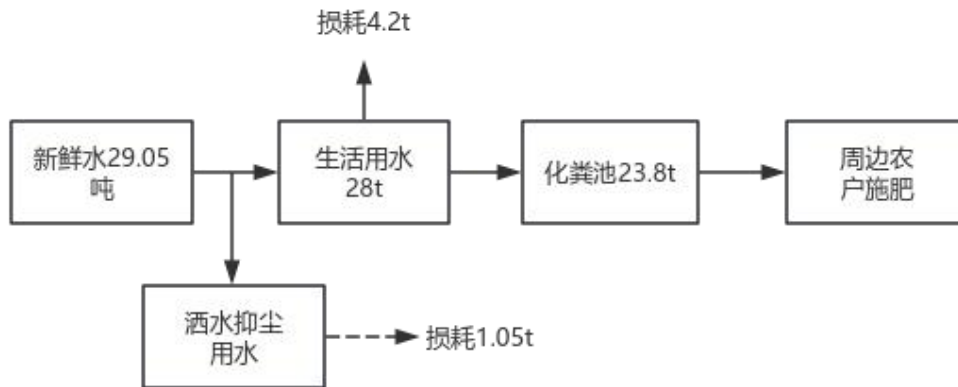 损耗4.2t
新鲜水29.05
吨
生活用水
28t
化粪池23.8t
周边农
户施肥
洒水抑尘
用水
损耗1.05t